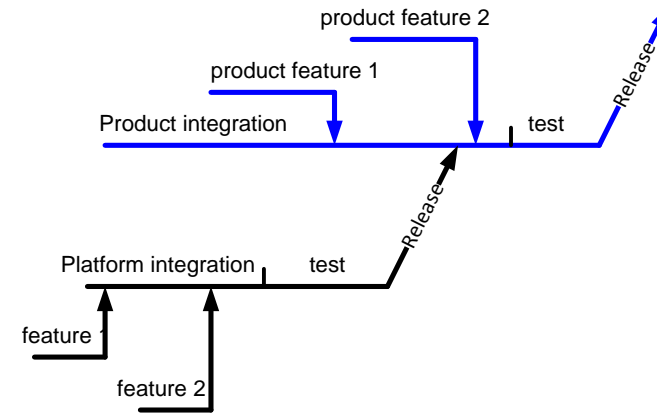 product feature 2
product feature 1
Release
Product integration
test
Release
Platform integration
test
feature 1
feature 2